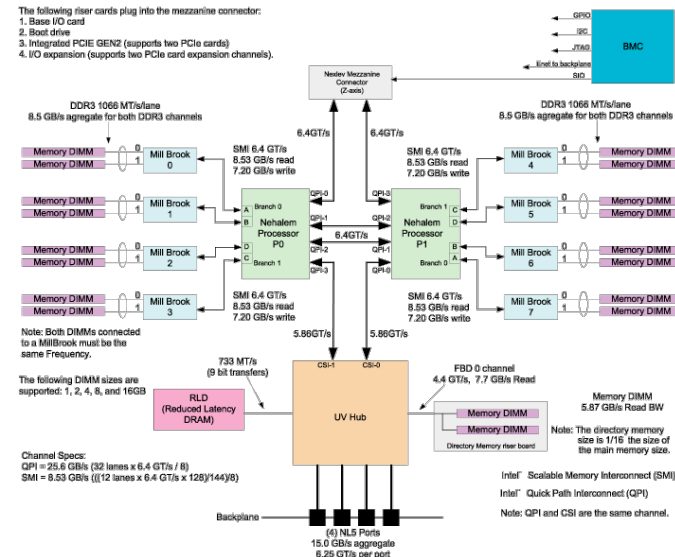 The following riser cards plug into the mezzanine connector:
1. Base I/O card
2. Boot drive
3. Integrated PCIE GEN2 (supports two PCIe cards)
4. I/O expansion (supports two PCIe card expansion channels).
GPIO
I2C
JTAG
Enet to backplane
SIO
BMC
Nexlev Mezzanine
Connector
(Z-axis)
DDR3 1066 MT/s/lane
8.5 GB/s agregate for both DDR3 channels
DDR3 1066 MT/s/lane
8.5 GB/s agregate for both DDR3 channels
6.4GT/s
6.4GT/s
Memory DIMM
Memory DIMM
0
1
Mill Brook
0
SMI 6.4 GT/s
8.53 GB/s read
7.20 GB/s write
SMI 6.4 GT/s
8.53 GB/s read
7.20 GB/s write
Mill Brook
4
0
1
Memory DIMM
Memory DIMM
Memory DIMM
Memory DIMM
0
1
Mill Brook
1
QPI-0
Branch 0
A
B
QPI-1
Nehalem
Processor
P0
D
C
Branch 1
QPI-2
QPI-3
6.4GT/s
QPI-3
Branch 1
C
D
QPI-2
Nehalem
Processor
P1
QPI-1
B
A
Branch 0
QPI-0
Mill Brook
5
0
1
Memory DIMM
Memory DIMM
Memory DIMM
Memory DIMM
0
1
Mill Brook
2
Mill Brook
6
0
1
Memory DIMM
Memory DIMM
Memory DIMM
Memory DIMM
0
1
Mill Brook
3
SMI 6.4 GT/s
8.53 GB/s read
7.20 GB/s write
SMI 6.4 GT/s
8.53 GB/s read
7.20 GB/s write
Mill Brook
7
0
1
Memory DIMM
Memory DIMM
Note: Both DIMMs connected
to a MillBrook must be the
same Frequency.
5.86GT/s
5.86GT/s
The following DIMM sizes are
supported: 1, 2, 4, 8, and 16GB
733 MT/s
(9 bit transfers)
CSI-1
CSI-0
FBD 0 channel
4.4 GT/s, 7.7 GB/s Read
RLD
(Reduced Latency
DRAM)
UV Hub
Memory DIMM
Memory DIMM
Directory Memory riser board
Memory DIMM
5.87 GB/s Read BW
Note: The directory memory
size is 1/16 the size of
the main memory size.
Channel Specs:
QPI = 25.6 GB/s (32 lanes x 6.4 GT/s / 8)
SMI = 8.53 GB/s (((12 lanes x 6.4 GT/s x 128)/144)/8)
Intel Scalable Memory Interconnect (SMI)
Intel Quick Path Interconnect (QPI)
Note: QPI and CSI are the same channel.
Backplane
(4) NL5 Ports
15.0 GB/s aggregate
6.25 GT/s per port